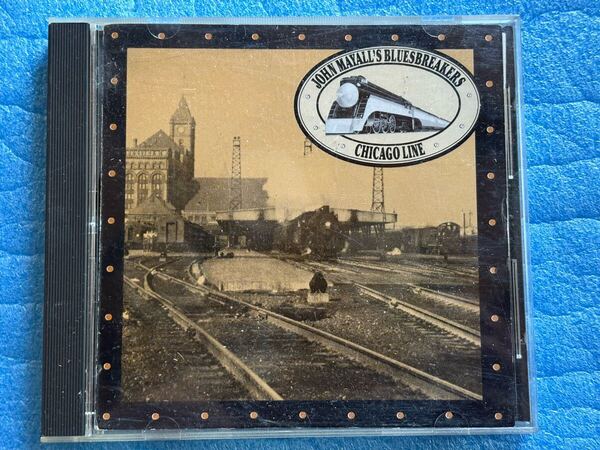 JOHN MAYALL'S BLUESBREAKERS
CHICAGO LINE